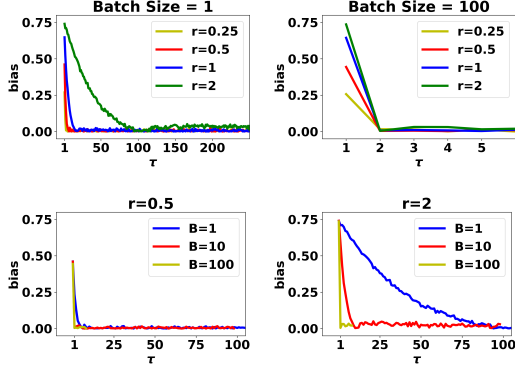 Batch Size = 1
bias
0.75
0.50
0.25
0.00
r=0.25
r=0.5
r=1
r=2
1 50 100 150 200
τ
Batch Size = 100
bias
0.75
0.50
0.25
0.00
r=0.25
r=0.5
r=1
r=2
1 2 3 4 5
τ
r=0.5
bias
0.75
0.50
0.25
0.00
B=1
B=10
B=100
1 25 50 75 100
τ
r=2
bias
0.75
0.50
0.25
0.00
B=1
B=10
B=100
1 25 50 75 100
τ